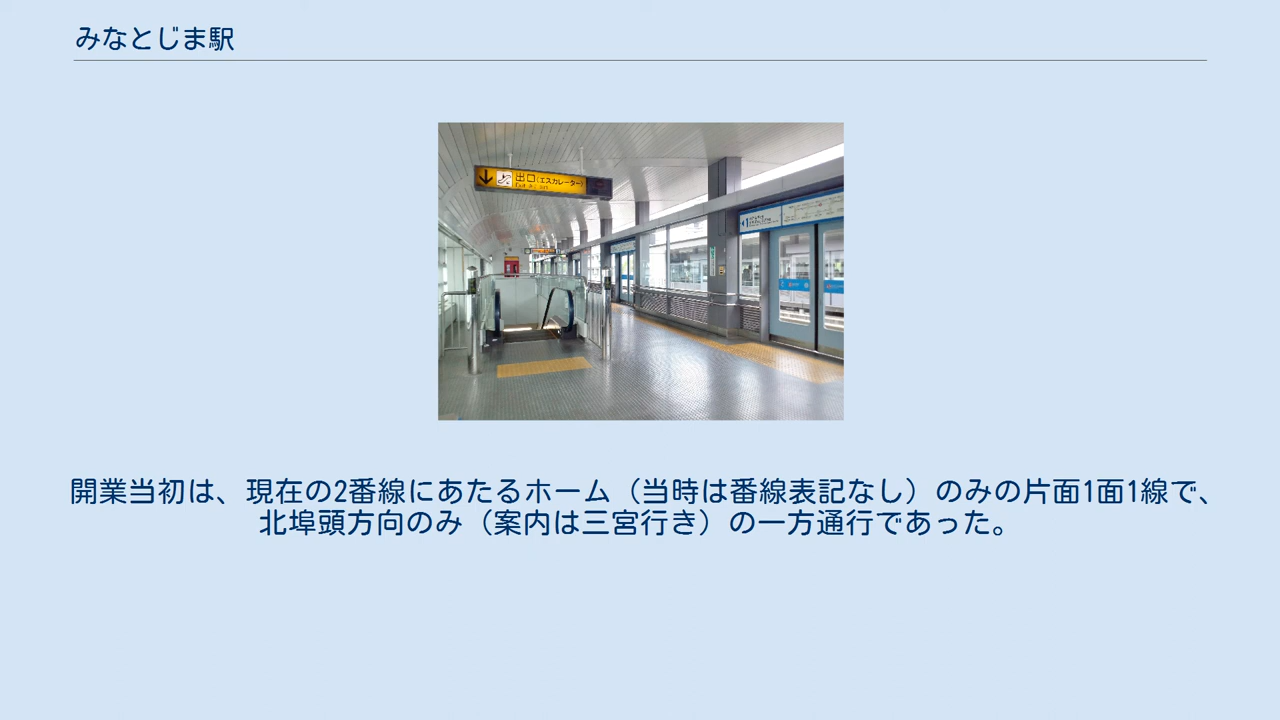 みなとじま駅
出口(エスカレーター)
開業当初は、現在の2番線にあたるホーム（当時は番線表記なし）のみの片面1面1線で、
北埠頭方向のみ（案内は三宮行き）の一方通行であった。